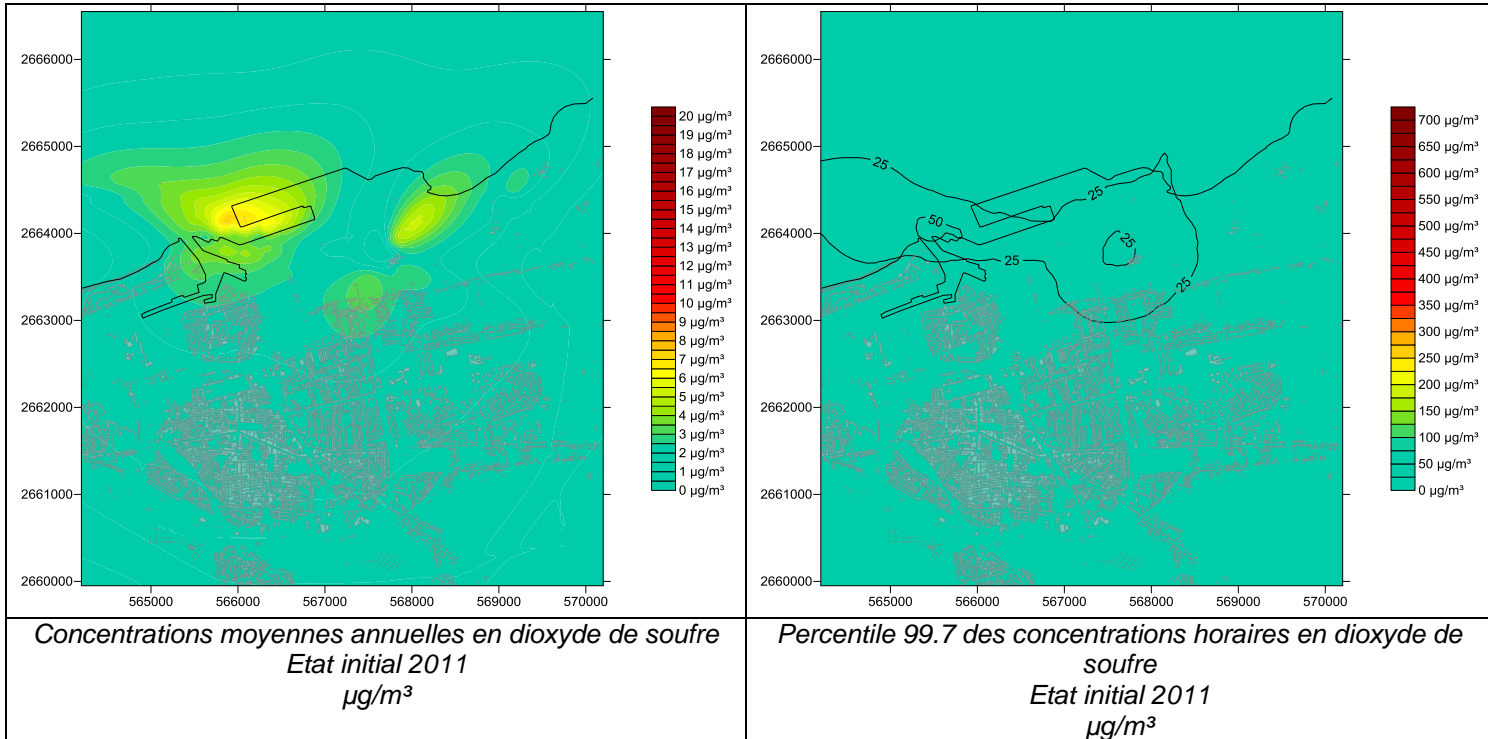 2666000
2665000
2664000
2663000
2662000
2661000
2660000
565000 566000 567000 568000 569000 570000
20 µg/m³
19 µg/m³
18 µg/m³
17 µg/m³
16 µg/m³
15 µg/m³
14 µg/m³
13 µg/m³
12 µg/m³
11 µg/m³
10 µg/m³
9 µg/m³
8 µg/m³
7 µg/m³
6 µg/m³
5 µg/m³
4 µg/m³
3 µg/m³
2 µg/m³
1 µg/m³
0 µg/m³
Concentrations moyennes annuelles en dioxyde de soufre
Etat initial 2011
µg/m³
2666000
2665000
2664000
2663000
2662000
2661000
2660000
25
25
50
25
25
25
565000 566000 567000 568000 569000 570000
700 µg/m³
650 µg/m³
600 µg/m³
550 µg/m³
500 µg/m³
450 µg/m³
400 µg/m³
350 µg/m³
300 µg/m³
250 µg/m³
200 µg/m³
150 µg/m³
100 µg/m³
50 µg/m³
0 µg/m³
Percentile 99.7 des concentrations horaires en dioxyde de
soufre
Etat initial 2011
µg/m³